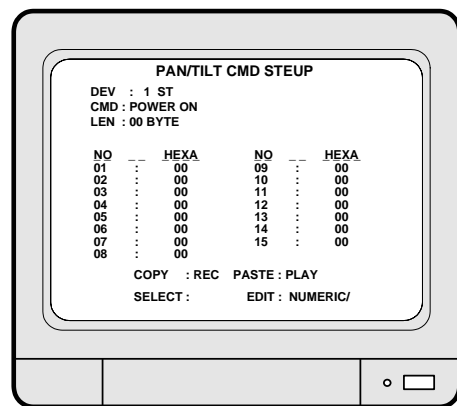 PAN/TILT CMD STEUP
DEV : 1 ST
CMD : POWER ON
LEN : 00 BYTE
NO _ _ HEXA NO _ _ HEXA
01 : 00 09 : 00
02 : 00 10 : 00
03 : 00 11 : 00
04 : 00 12 : 00
05 : 00 13 : 00
06 : 00 14 : 00
07 : 00 15 : 00
08 : 00
COPY : REC PASTE : PLAY
SELECT : EDIT : NUMERIC/